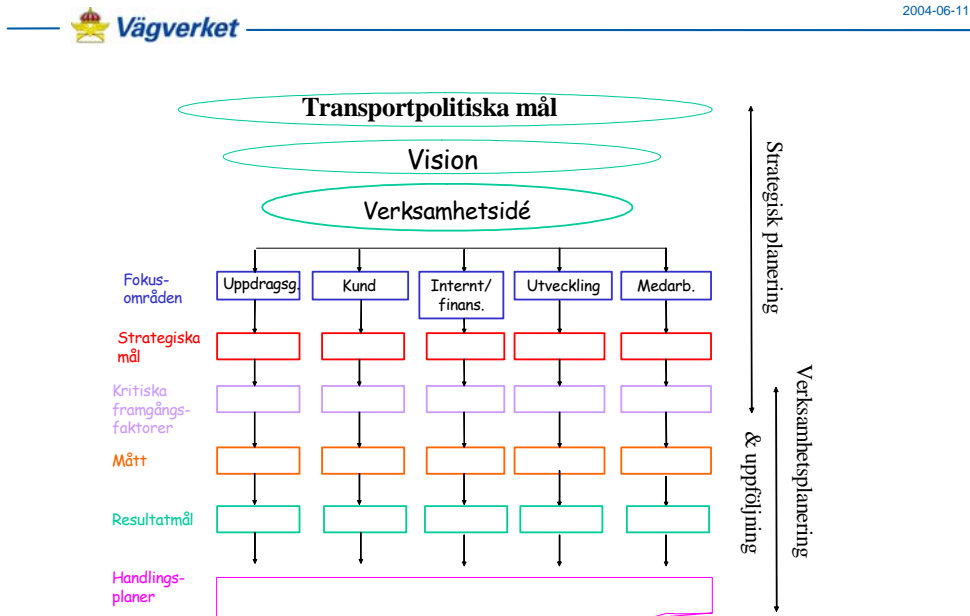 Vägverket
2004-06-11
Transportpolitiska mål
Vision
Verksamhetsidé
Fokus-
områden
Uppdragsg.
Kund
Internt/
finans.
Utveckling
Medarb.
Strategiska
mål
Kritiska
framgångs-
faktorer
Mått
Resultatmål
Handlings-
planer
Strategisk planering
Verksamhetsplanering
& uppföljning